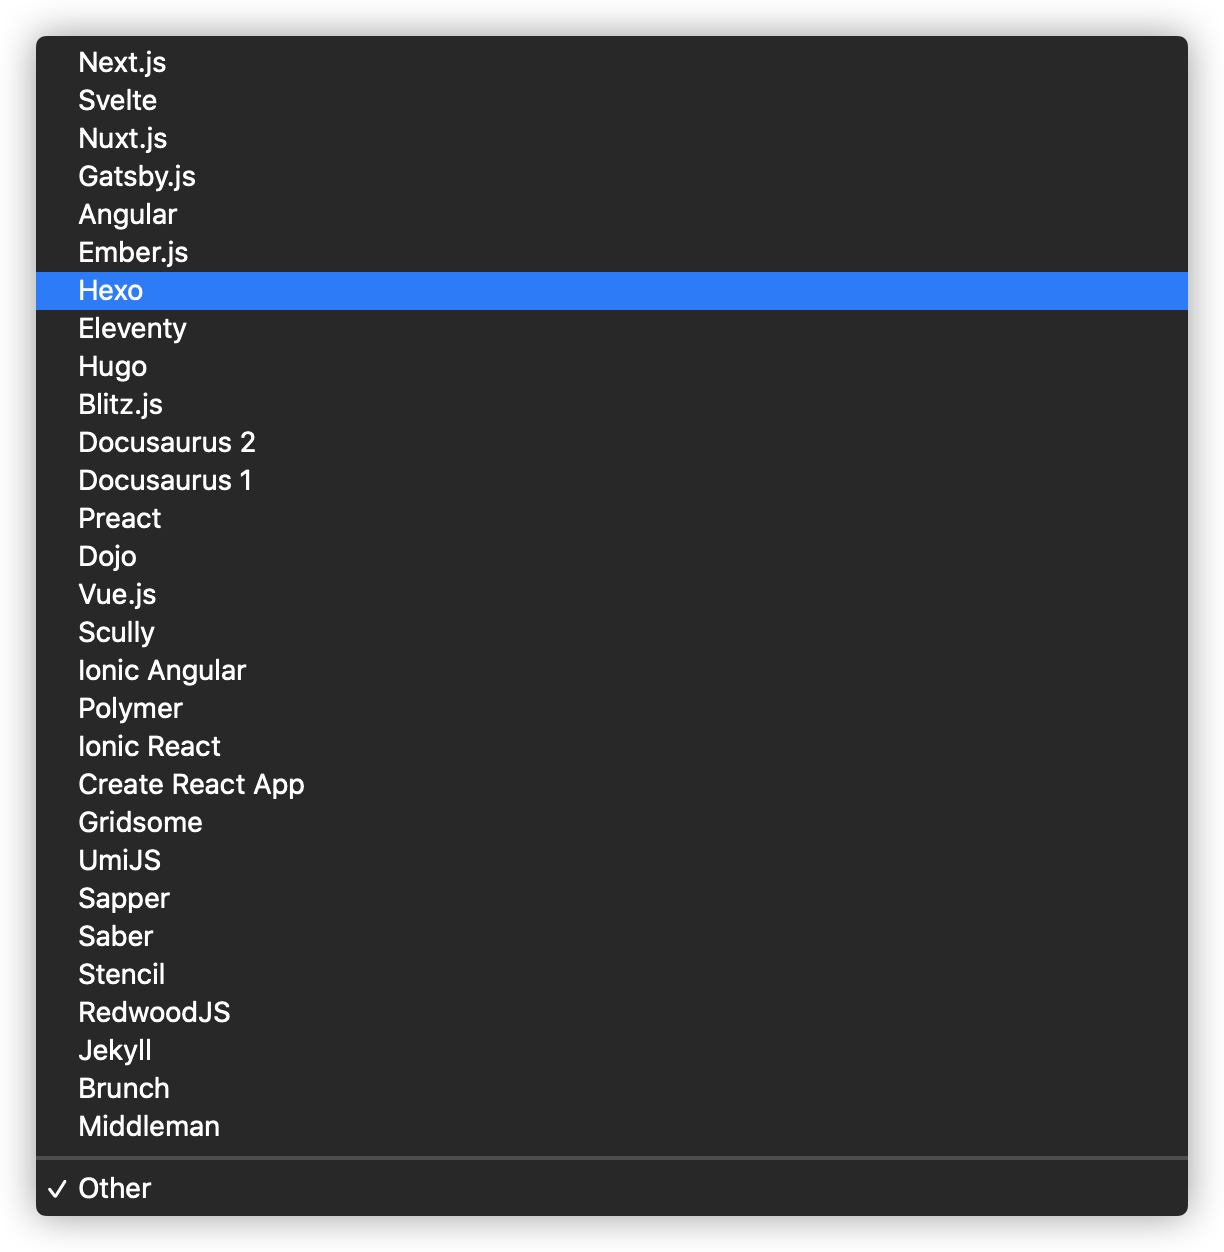 Next.js
Svelte
Nuxt.js
Gatsby.js
Angular
Ember.js
Hexo
Eleventy
Hugo
Blitz.js
Docusaurus 2
Docusaurus 1
Preact
Dojo
Vue.js
Scully
Ionic Angular
Polymer
Ionic React
Create React App
Gridsome
UmiJS
Sapper
Saber
Stencil
RedwoodJS
Jekyll
Brunch
Middleman
✓ Other